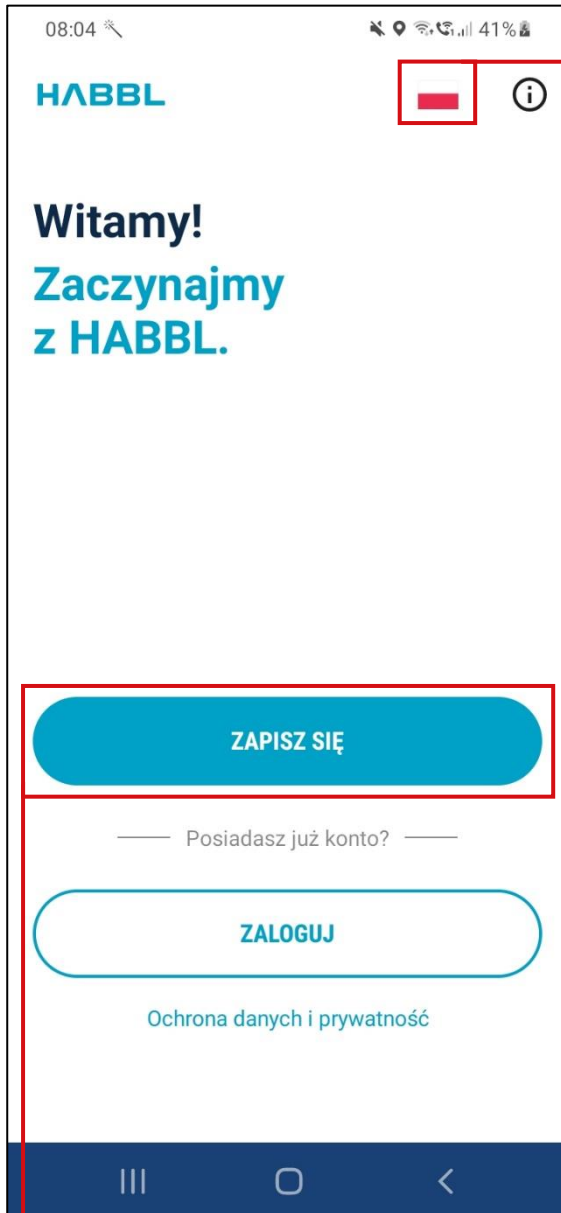 08:04 41%
HABBL
Witamy!
Zaczynajmy
z HABBL.
ZAPISZ SIĘ
Posiadasz już konto?
ZALOGUJ
Ochrona danych i prywatność